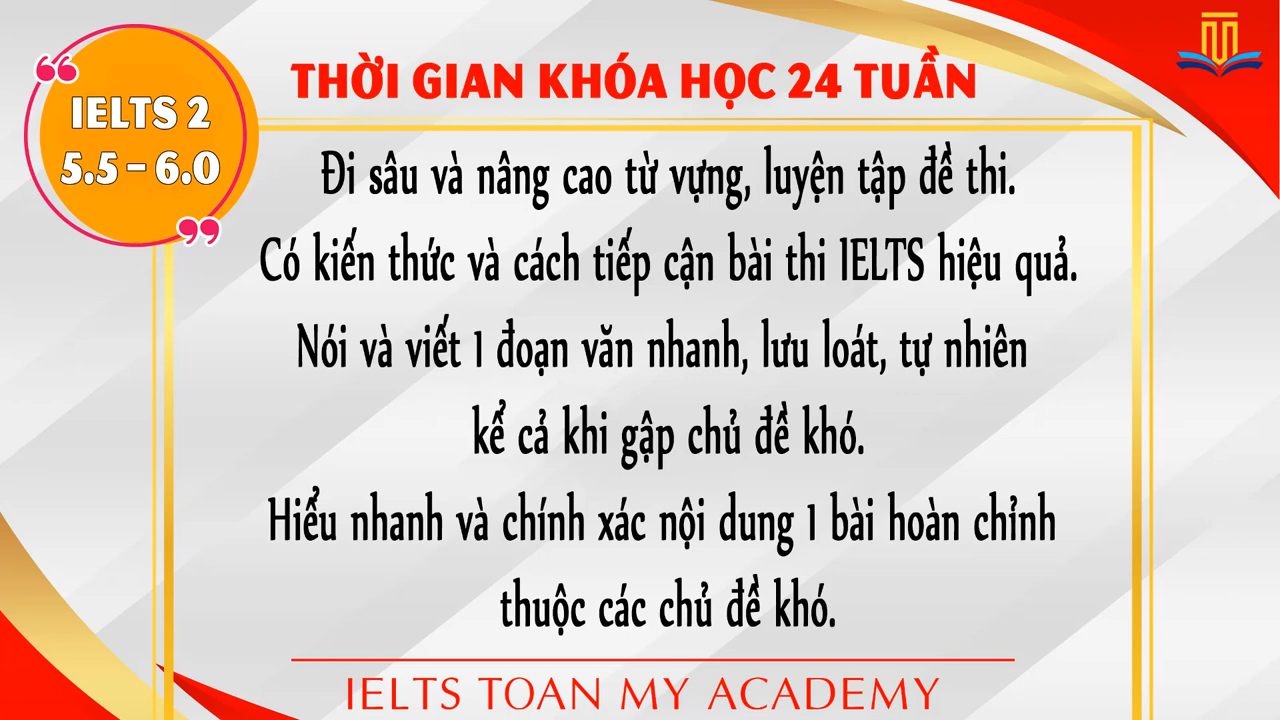 IELTS 2
5.5 – 6.0
THỜI GIAN KHÓA HỌC 24 TUẦN
Đi sâu và nâng cao từ vựng, luyện tập đề thi.
Có kiến thức và cách tiếp cận bài thi IELTS hiệu quả.
Nói và viết 1 đoạn văn nhanh, lưu loát, tự nhiên
kể cả khi gập chủ đề khó.
Hiểu nhanh và chính xác nội dung 1 bài hoàn chỉnh
thuộc các chủ đề khó.
IELTS TOAN MY ACADEMY